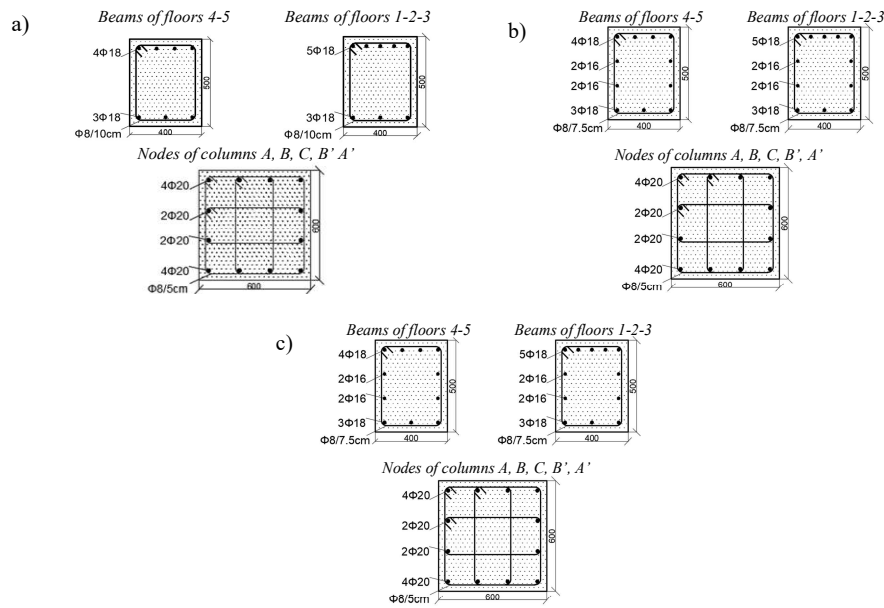 a)
Beams of floors 4-5
4Φ18
3Φ18
Φ8/10cm
400
500
Beams of floors 1-2-3
5Φ18
3Φ18
Φ8/10cm
400
500
Nodes of columns A, B, C, B’ A’
4Φ20
2Φ20
2Φ20
4Φ20
Φ8/5cm
600
600
b)
Beams of floors 4-5
4Φ18
2Φ16
2Φ16
3Φ18
Φ8/7.5cm
400
500
Beams of floors 1-2-3
5Φ18
2Φ16
2Φ16
3Φ18
Φ8/7.5cm
400
500
Nodes of columns A, B, C, B’, A’
4Φ20
2Φ20
2Φ20
4Φ20
Φ8/5cm
600
600
c)
Beams of floors 4-5
4Φ18
2Φ16
2Φ16
3Φ18
Φ8/7.5cm
400
500
Beams of floors 1-2-3
5Φ18
2Φ16
2Φ16
3Φ18
Φ8/7.5cm
400
500
Nodes of columns A, B, C, B’, A’
4Φ20
2Φ20
2Φ20
4Φ20
Φ8/5cm
600
600